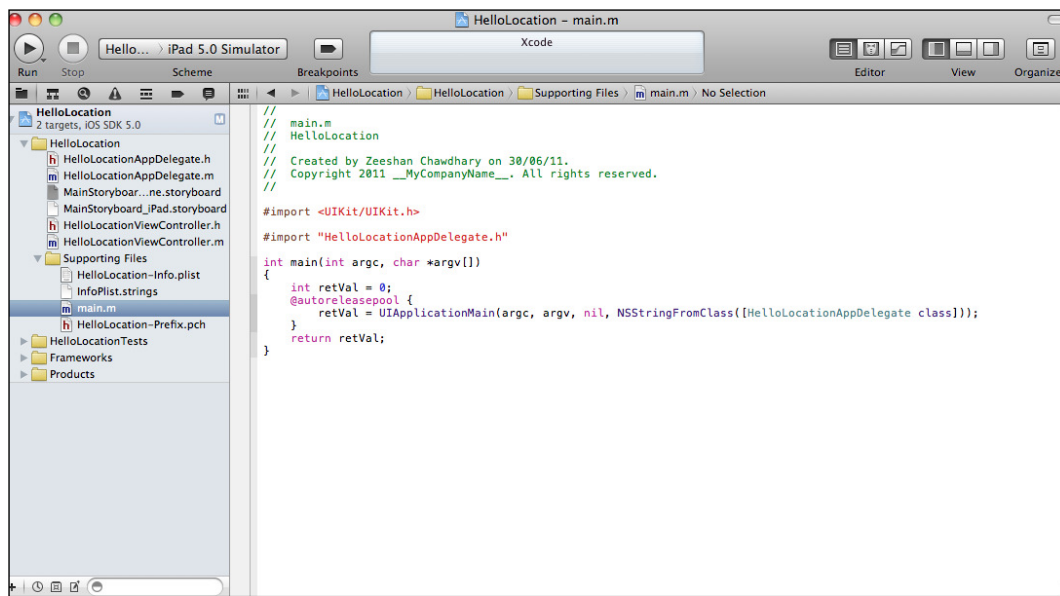 HelloLocation – main.m
Hello... › iPad 5.0 Simulator
Xcode
Run Stop Scheme Breakpoints Editor View Organize
HelloLocation › HelloLocation › Supporting Files › main.m › No Selection
HelloLocation
2 targets, iOS SDK 5.0
M
HelloLocation
h HelloLocationAppDelegate.h
m HelloLocationAppDelegate.m
MainStoryboar...ne.storyboard
MainStoryboard_iPad.storyboard
h HelloLocationViewController.h
m HelloLocationViewController.m
Supporting Files
HelloLocation-Info.plist
InfoPlist.strings
m main.m
h HelloLocation-Prefix.pch
HelloLocationTests
Frameworks
Products
//
//  main.m
//  HelloLocation
//
//  Created by Zeeshan Chawdhary on 30/06/11.
//  Copyright 2011 __MyCompanyName__. All rights reserved.
//
#import <UIKit/UIKit.h>
#import "HelloLocationAppDelegate.h"
int main(int argc, char *argv[])
{
    int retVal = 0;
    @autoreleasepool {
        retVal = UIApplicationMain(argc, argv, nil, NSStringFromClass([HelloLocationAppDelegate class]));
    }
    return retVal;
}